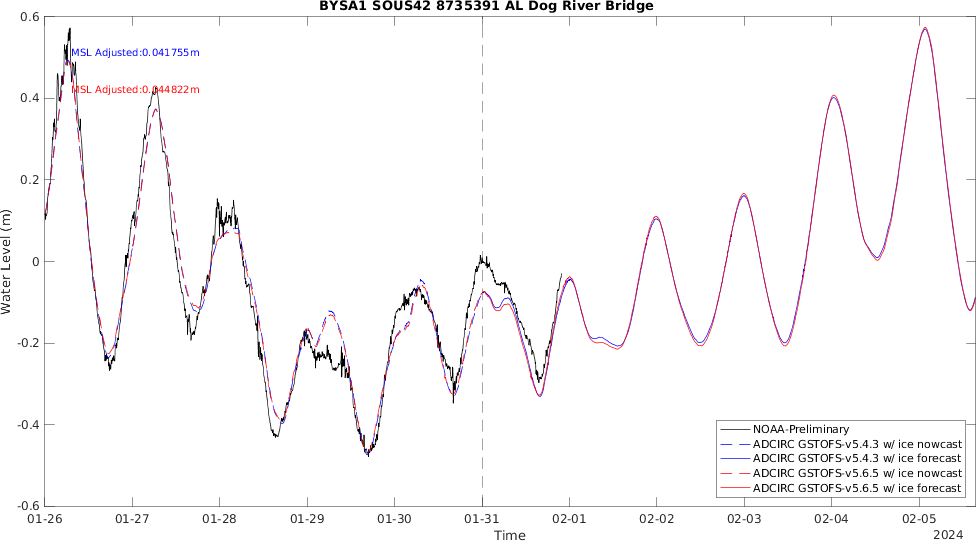 BYSA1 SOUS42 8735391 AL Dog River Bridge
0.6
0.4
0.2
0
-0.2
-0.4
-0.6
Water Level (m)
MSL Adjusted:0.041755m
MSL Adjusted:0.044822m
NOAA-Preliminary
ADCIRC GSTOFS-v5.4.3 w/ ice nowcast
ADCIRC GSTOFS-v5.4.3 w/ ice forecast
ADCIRC GSTOFS-v5.6.5 w/ ice nowcast
ADCIRC GSTOFS-v5.6.5 w/ ice forecast
01-26 01-27 01-28 01-29 01-30 01-31 02-01 02-02 02-03 02-04 02-05
Time
2024